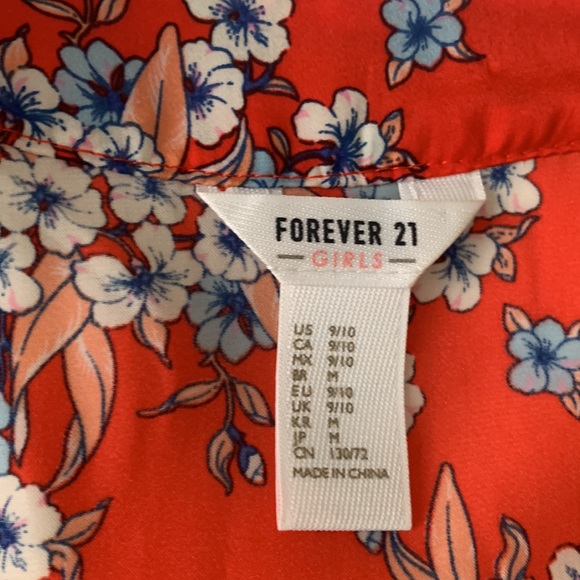 FOREVER 21
GIRLS
US 9/10
CA 9/10
MX 9/10
BR M
EU 9/10
UK 9/10
KR M
JP M
CN 130/72
MADE IN CHINA